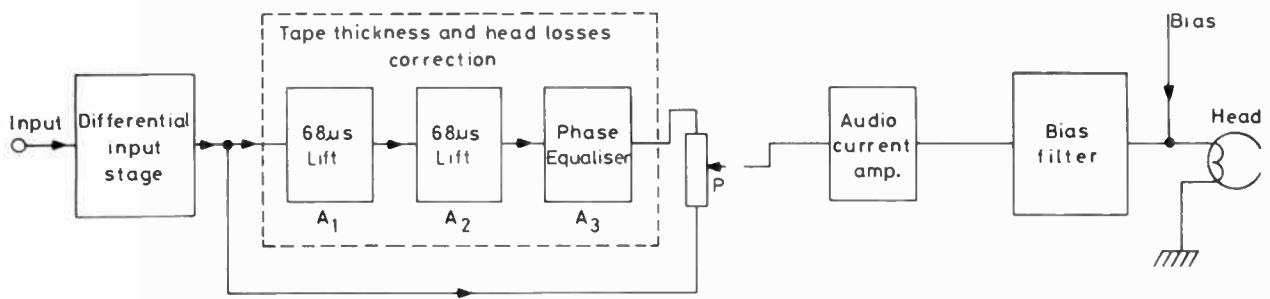 Tape thickness and head losses
correction
Bias
Input
Differential
input
stage
68µs
Lift
68µs
Lift
Phase
Equaliser
P
Audio
current
amp.
Bias
filter
Head
A1
A2
A3